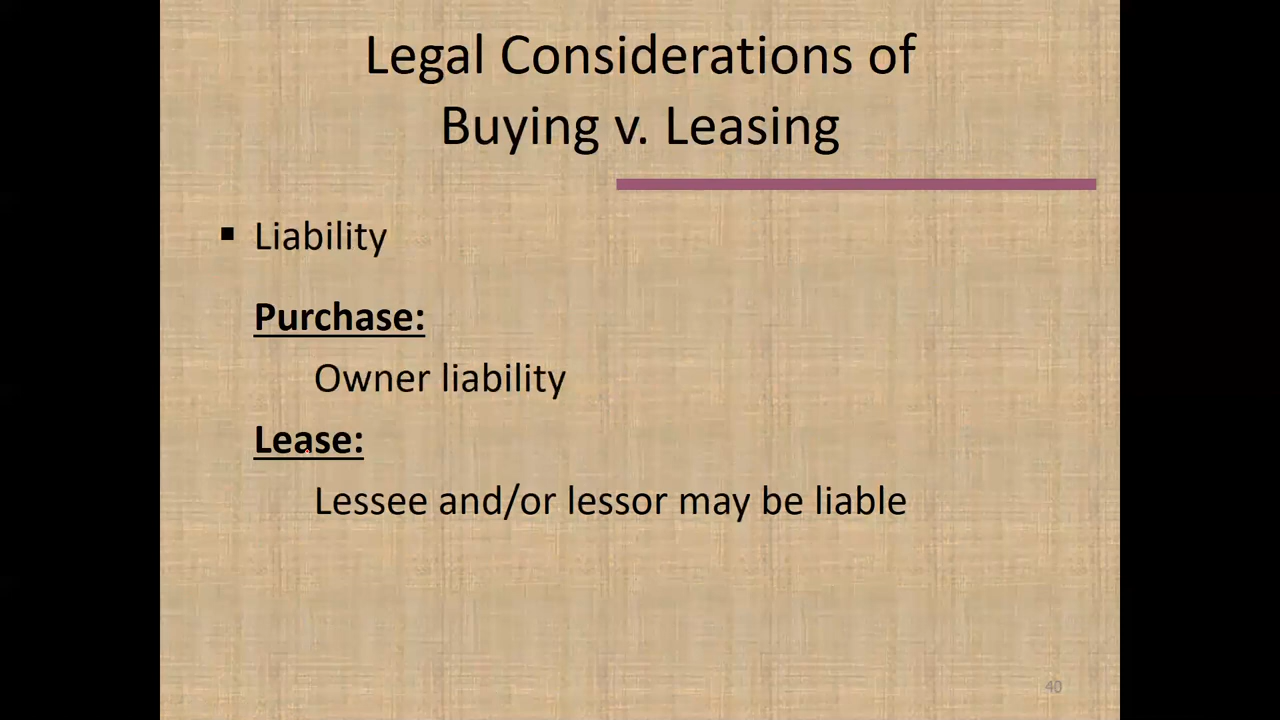 Legal Considerations of
Buying v. Leasing
▪ Liability
Purchase:
Owner liability
Lease:
Lessee and/or lessor may be liable
40